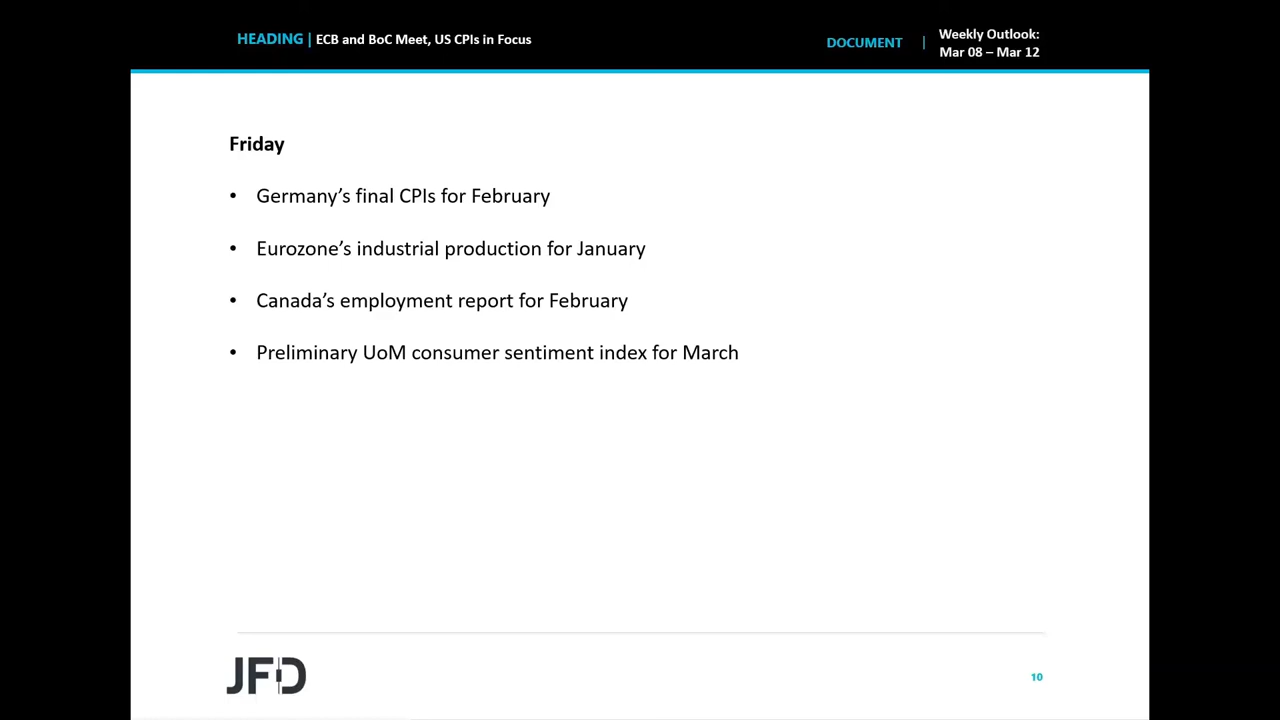 HEADING | ECB and BoC Meet, US CPIs in Focus
DOCUMENT | Weekly Outlook:
Mar 08 – Mar 12
Friday
• Germany’s final CPIs for February
• Eurozone’s industrial production for January
• Canada’s employment report for February
• Preliminary UoM consumer sentiment index for March
JFD
10